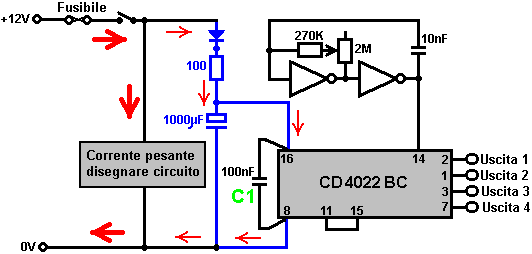 Fusibile
+12V
270K
2M
10nF
100
1000µF
Corrente pesante
disegnare circuito
100nF
C1
16
14
CD4022 BC
8
11
15
2
1
3
7
Uscita 1
Uscita 2
Uscita 3
Uscita 4
0V